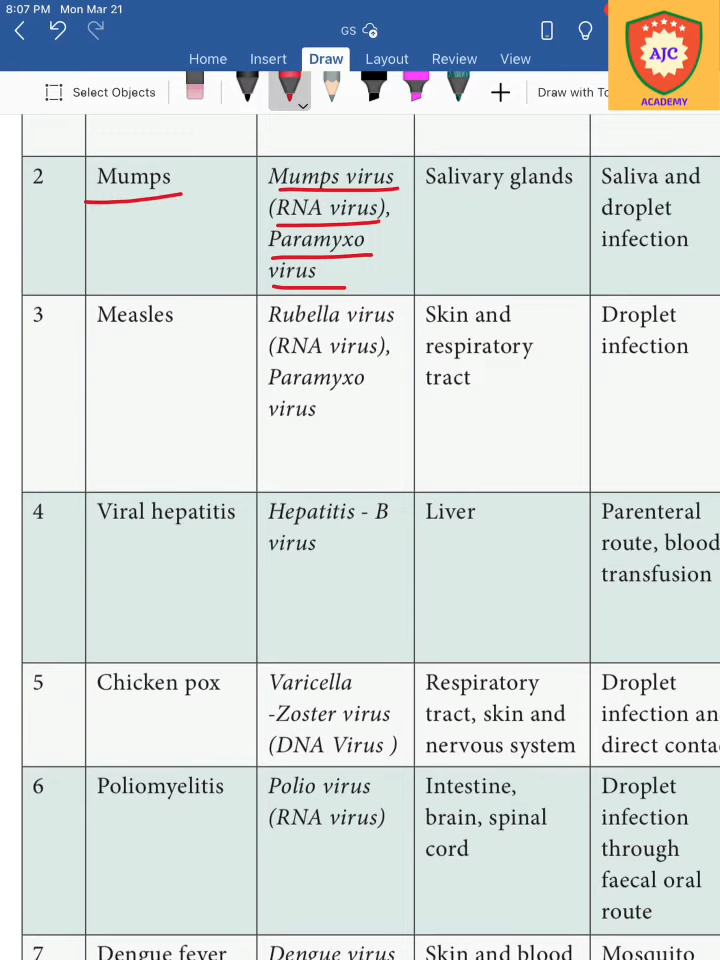 8:07 PM Mon Mar 21
GS
Home Insert Draw Layout Review View
Select Objects
Draw with To
AJC
ACADEMY
2 Mumps Mumps virus Salivary glands Saliva and
(RNA virus), droplet
Paramyxo infection
virus
3 Measles Rubella virus Skin and Droplet
(RNA virus), respiratory infection
Paramyxo tract
virus
4 Viral hepatitis Hepatitis - B Liver Parenteral
virus route, blood
transfusion
5 Chicken pox Varicella Respiratory Droplet
-Zoster virus tract, skin and infection an
(DNA Virus ) nervous system direct conta
6 Poliomyelitis Polio virus Intestine, Droplet
(RNA virus) brain, spinal infection
cord through
faecal oral
route
7 Dengue fever Dengue virus Skin and blood Mosquito